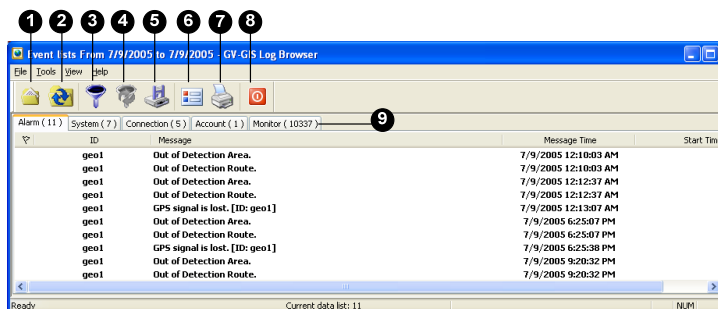 1 2 3 4 5 6 7 8
Event lists From 7/9/2005 to 7/9/2005 - GV-GIS Log Browser
File Tools View Help
Alarm ( 11 ) System ( 7 ) Connection ( 5 ) Account ( 1 ) Monitor ( 10337 ) 9
ID Message Message Time Start Tim
geo1 Out of Detection Area. 7/9/2005 12:10:03 AM
geo1 Out of Detection Route. 7/9/2005 12:10:03 AM
geo1 Out of Detection Area. 7/9/2005 12:12:37 AM
geo1 Out of Detection Route. 7/9/2005 12:12:37 AM
geo1 GPS signal is lost. [ID: geo1] 7/9/2005 12:13:07 AM
geo1 Out of Detection Area. 7/9/2005 6:25:07 PM
geo1 Out of Detection Route. 7/9/2005 6:25:07 PM
geo1 GPS signal is lost. [ID: geo1] 7/9/2005 6:25:38 PM
geo1 Out of Detection Area. 7/9/2005 9:20:32 PM
geo1 Out of Detection Route. 7/9/2005 9:20:32 PM
Ready Current data list: 11 NUM